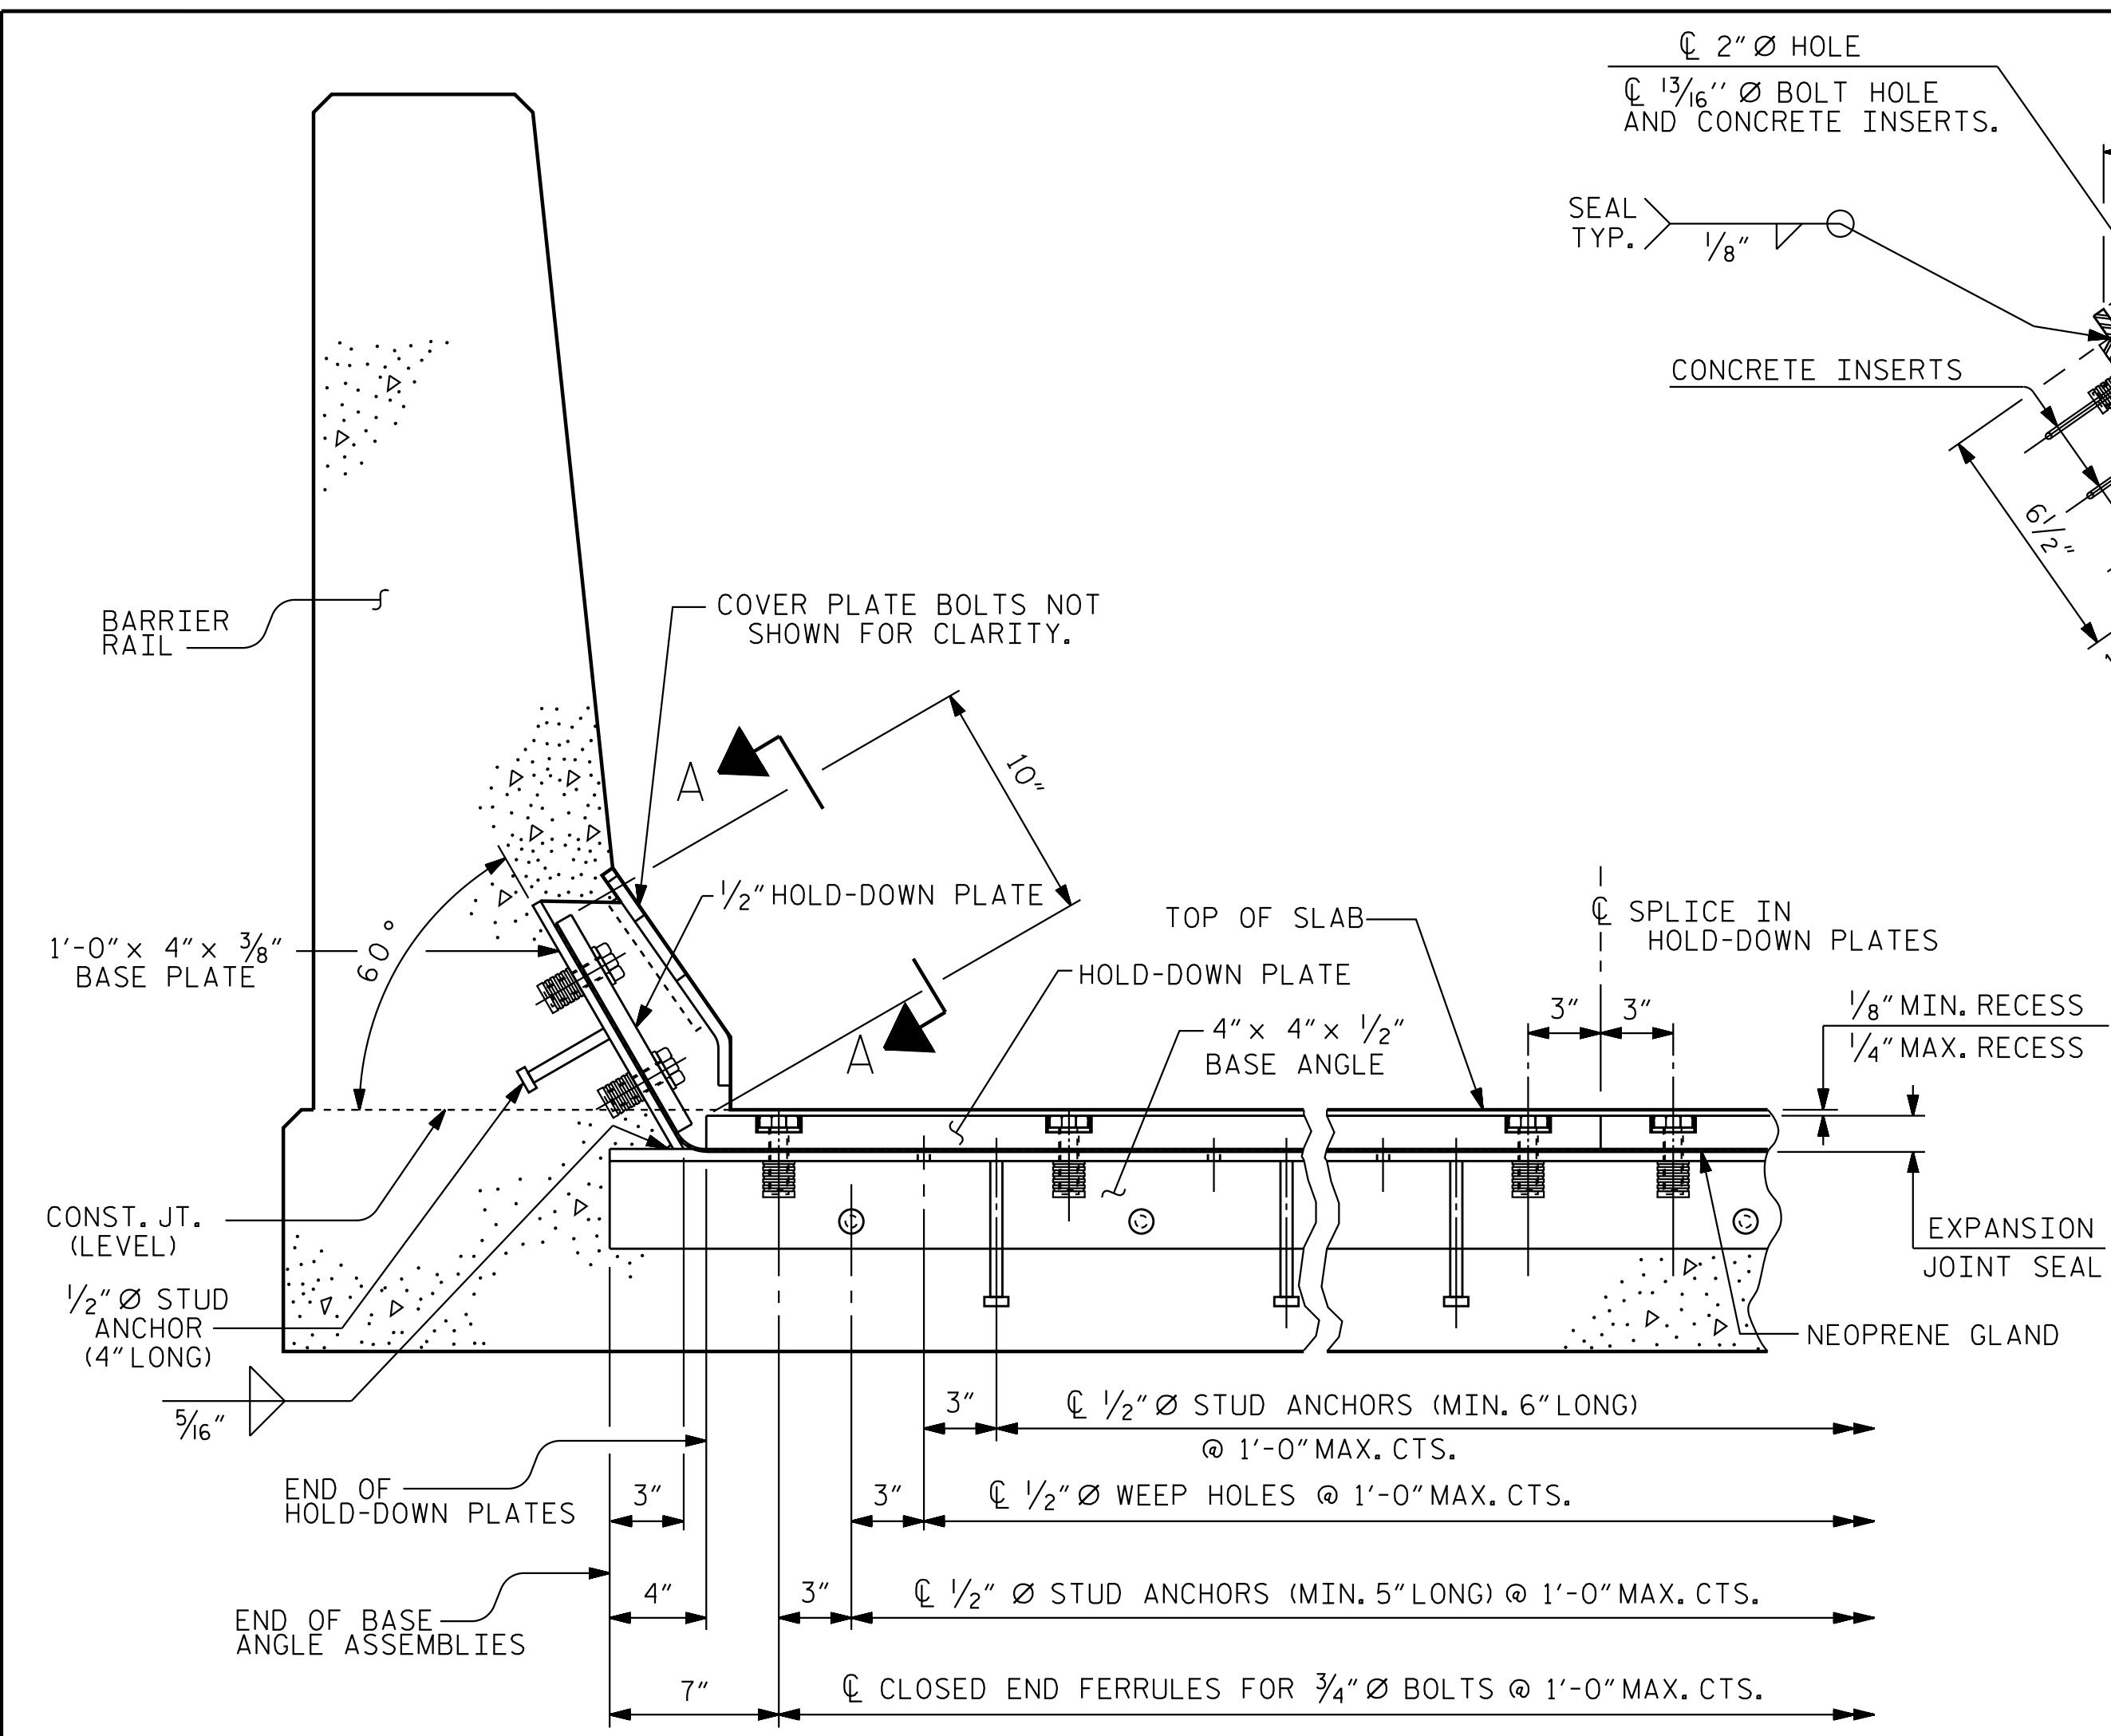 ℄ 2"Ø HOLE
℄ 13/16'' Ø BOLT HOLE
AND CONCRETE INSERTS.
SEAL
TYP.
1/8"
CONCRETE INSERTS
6 1/2"
BARRIER
RAIL
COVER PLATE BOLTS NOT
SHOWN FOR CLARITY.
A
10"
1/2" HOLD-DOWN PLATE
1'-0" x 4" x 3/8"
BASE PLATE
60°
TOP OF SLAB
HOLD-DOWN PLATE
4" x 4" x 1/2"
BASE ANGLE
A
℄ SPLICE IN
HOLD-DOWN PLATES
3"
3"
1/8" MIN. RECESS
1/4" MAX. RECESS
CONST. JT.
(LEVEL)
1/2" Ø STUD
ANCHOR
(4" LONG)
5/16"
EXPANSION
JOINT SEAL
NEOPRENE GLAND
3"
℄ 1/2" Ø STUD ANCHORS (MIN. 6" LONG)
@ 1'-0" MAX. CTS.
END OF
HOLD-DOWN PLATES
3"
3"
℄ 1/2" Ø WEEP HOLES @ 1'-0" MAX. CTS.
END OF BASE
ANGLE ASSEMBLIES
4"
3"
℄ 1/2" Ø STUD ANCHORS (MIN. 5" LONG) @ 1'-0" MAX. CTS.
7"
℄ CLOSED END FERRULES FOR 3/4" Ø BOLTS @ 1'-0" MAX. CTS.